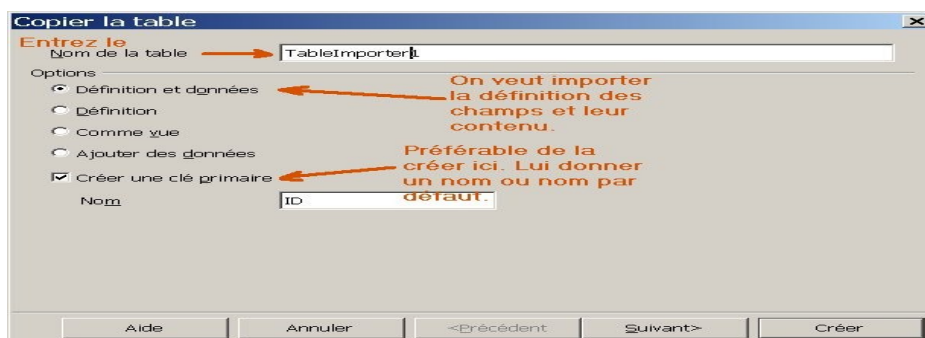 Copier la table
Entrez le
Nom de la table
TableImporter1
Options
Définition et données
On veut importer
la définition des
champs et leur
contenu.
Définition
Comme vue
Ajouter des données
Préférable de la
créer ici. Lui donner
un nom ou nom par
défaut.
Créer une clé primaire
Nom
ID
Aide
Annuler
<Précédent
Suivant>
Créer